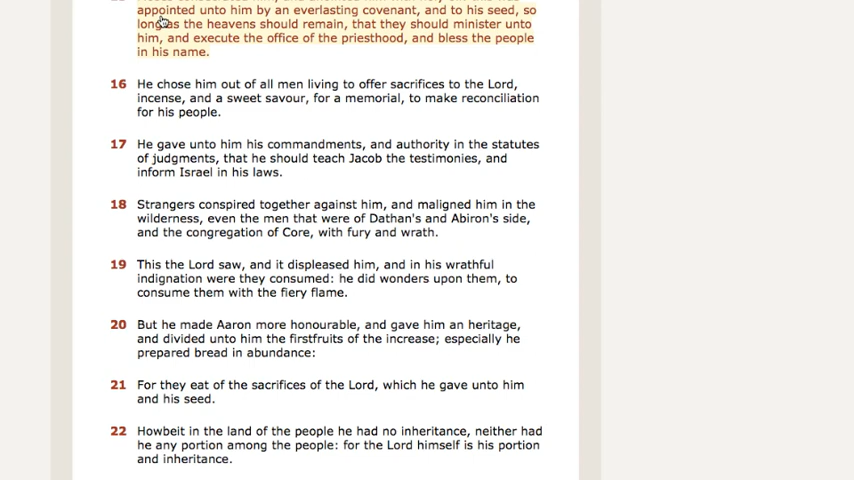 appointed unto him by an everlasting covenant, and to his seed, so
long as the heavens should remain, that they should minister unto
him, and execute the office of the priesthood, and bless the people
in his name.
16 He chose him out of all men living to offer sacrifices to the Lord,
incense, and a sweet savour, for a memorial, to make reconciliation
for his people.
17 He gave unto him his commandments, and authority in the statutes
of judgments, that he should teach Jacob the testimonies, and
inform Israel in his laws.
18 Strangers conspired together against him, and maligned him in the
wilderness, even the men that were of Dathan's and Abiron's side,
and the congregation of Core, with fury and wrath.
19 This the Lord saw, and it displeased him, and in his wrathful
indignation were they consumed: he did wonders upon them, to
consume them with the fiery flame.
20 But he made Aaron more honourable, and gave him an heritage,
and divided unto him the firstfruits of the increase; especially he
prepared bread in abundance:
21 For they eat of the sacrifices of the Lord, which he gave unto him
and his seed.
22 Howbeit in the land of the people he had no inheritance, neither had
he any portion among the people: for the Lord himself is his portion
and inheritance.